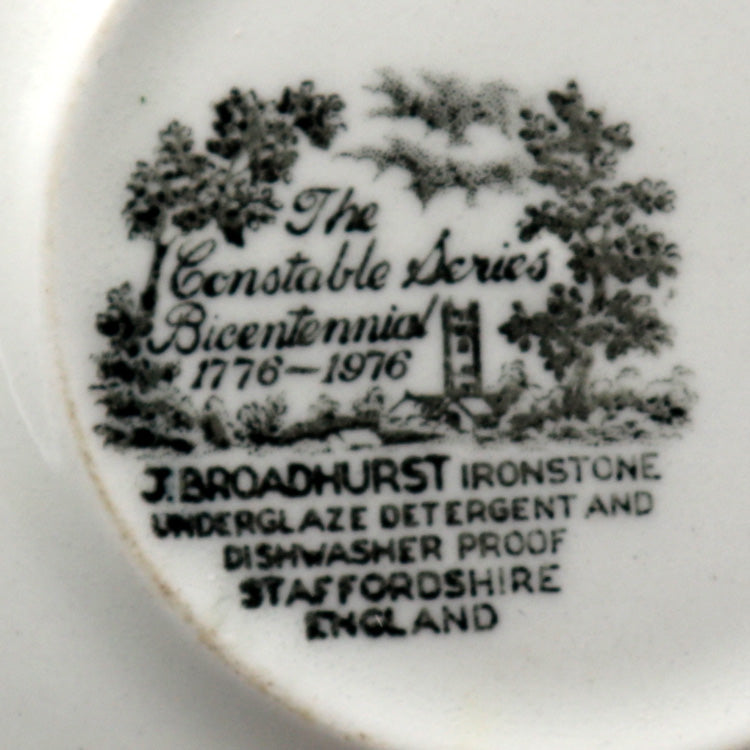 The
Constable Series
Bicentennial
1776-1976
J. BROADHURST IRONSTONE
UNDERGLAZE DETERGENT AND
DISHWASHER PROOF
STAFFORDSHIRE
ENGLAND